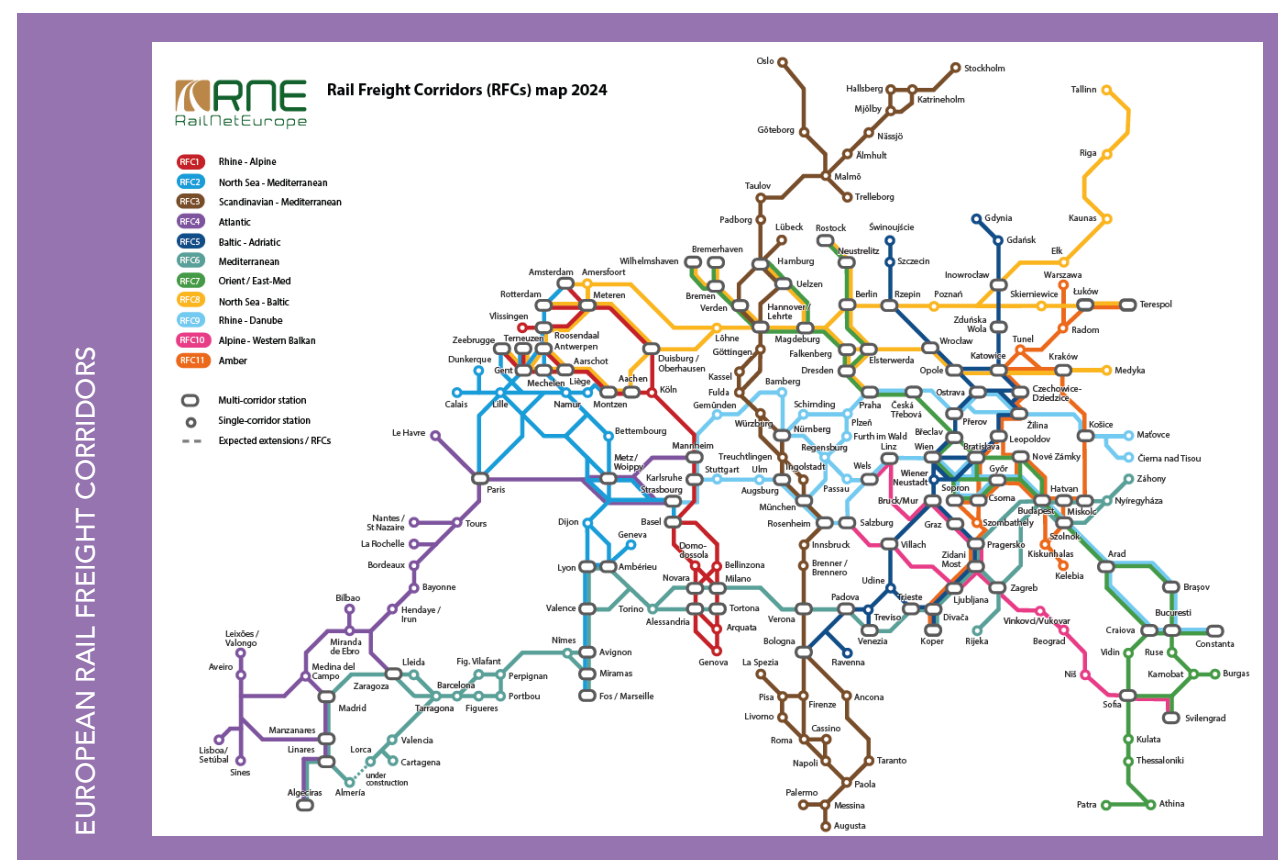 EUROPEAN RAIL FREIGHT CORRIDORS
RNE
RailNetEurope
Rail Freight Corridors (RFCs) map 2024
RFC1 Rhine - Alpine
RFC2 North Sea - Mediterranean
RFC3 Scandinavian - Mediterranean
RFC4 Atlantic
RFC5 Baltic - Adriatic
RFC6 Mediterranean
RFC7 Orient / East-Med
RFC8 North Sea - Baltic
RFC9 Rhine - Danube
RFC10 Alpine - Western Balkan
RFC11 Amber
Multi-corridor station
Single-corridor station
Expected extensions / RFCs
Oslo
Stockholm
Hallsberg
Katrineholm
Mjölby
Tallinn
Göteborg
Nässjö
Älmhult
Riga
Malmö
Taulov
Trelleborg
Padborg
Lübeck
Rostock
Świnoujście
Gdynia
Kaunas
Gdańsk
Wilhelmshaven
Bremerhaven
Hamburg
Neustrelitz
Szczecin
Ełk
Amsterdam
Amersfoort
Uelzen
Inowrocław
Warszawa
Rotterdam
Meteren
Bremen
Verden
Hannover /
Lehrte
Berlin
Rzepin
Poznań
Skierniewice
Łuków
Terespol
Vlissingen
Roosendaal
Löhne
Magdeburg
Zduńska
Wola
Radom
Zeebrugge
Terneuzen
Antwerpen
Göttingen
Falkenberg
Elsterwerda
Wrocław
Tunel
Dunkerque
Aarschot
Duisburg /
Oberhausen
Dresden
Katowice
Kraków
Gent
Mechelen
Liège
Aachen
Kassel
Opole
Medyka
Calais
Lille
Namur
Montzen
Köln
Fulda
Bamberg
Praha
Česká
Třebová
Ostrava
Czechowice-
Dziedzice
Gemünden
Schirnding
Plzeň
Přerov
Žilina
Le Havre
Bettembourg
Würzburg
Nürnberg
Furth im Wald
Břeclav
Leopoldov
Košice
Maťovce
Mannheim
Regensburg
Linz
Metz /
Woippy
Treuchtlingen
Wels
Wien
Bratislava
Nové Zámky
Čierna nad Tisou
Karlsruhe
Stuttgart
Ulm
Ingolstadt
Wiener
Neustadt
Győr
Paris
Strasbourg
Augsburg
Passau
Sopron
Hatvan
Záhony
München
Bruck/Mur
Csorna
Budapest
Miskolc
Nyíregyháza
Nantes /
St Nazaire
Tours
Dijon
Basel
Rosenheim
Salzburg
Graz
Szombathely
Szolnok
La Rochelle
Geneva
Domo-
dossola
Innsbruck
Villach
Pragersko
Kiskunhalas
Arad
Bordeaux
Lyon
Ambérieu
Bellinzona
Brenner /
Brennero
Zidani
Most
Kelebia
Bayonne
Novara
Milano
Udine
Zagreb
Brașov
Bilbao
Hendaye /
Irun
Valence
Torino
Alessandria
Tortona
Verona
Padova
Trieste
Ljubljana
Vinkovci/Vukovar
București
Leixões /
Valongo
Miranda
de Ebro
Nîmes
Arquata
Treviso
Divača
Beograd
Craiova
Constanta
Bologna
Venezia
Koper
Rijeka
Aveiro
Medina del
Campo
Lleida
Fig. Vilafant
Perpignan
Avignon
Genova
Ravenna
Vidin
Ruse
La Spezia
Niš
Karnobat
Burgas
Zaragoza
Barcelona
Miramas
Madrid
Tarragona
Figueres
Portbou
Fos / Marseille
Pisa
Firenze
Ancona
Sofia
Livorno
Svilengrad
Manzanares
Cassino
Lisboa/
Setúbal
Linares
Lorca
Valencia
Roma
Kulata
Sines
Cartagena
Napoli
Taranto
Thessaloniki
under
construction
Algeciras
Almería
Paola
Palermo
Messina
Patra
Athina
Augusta